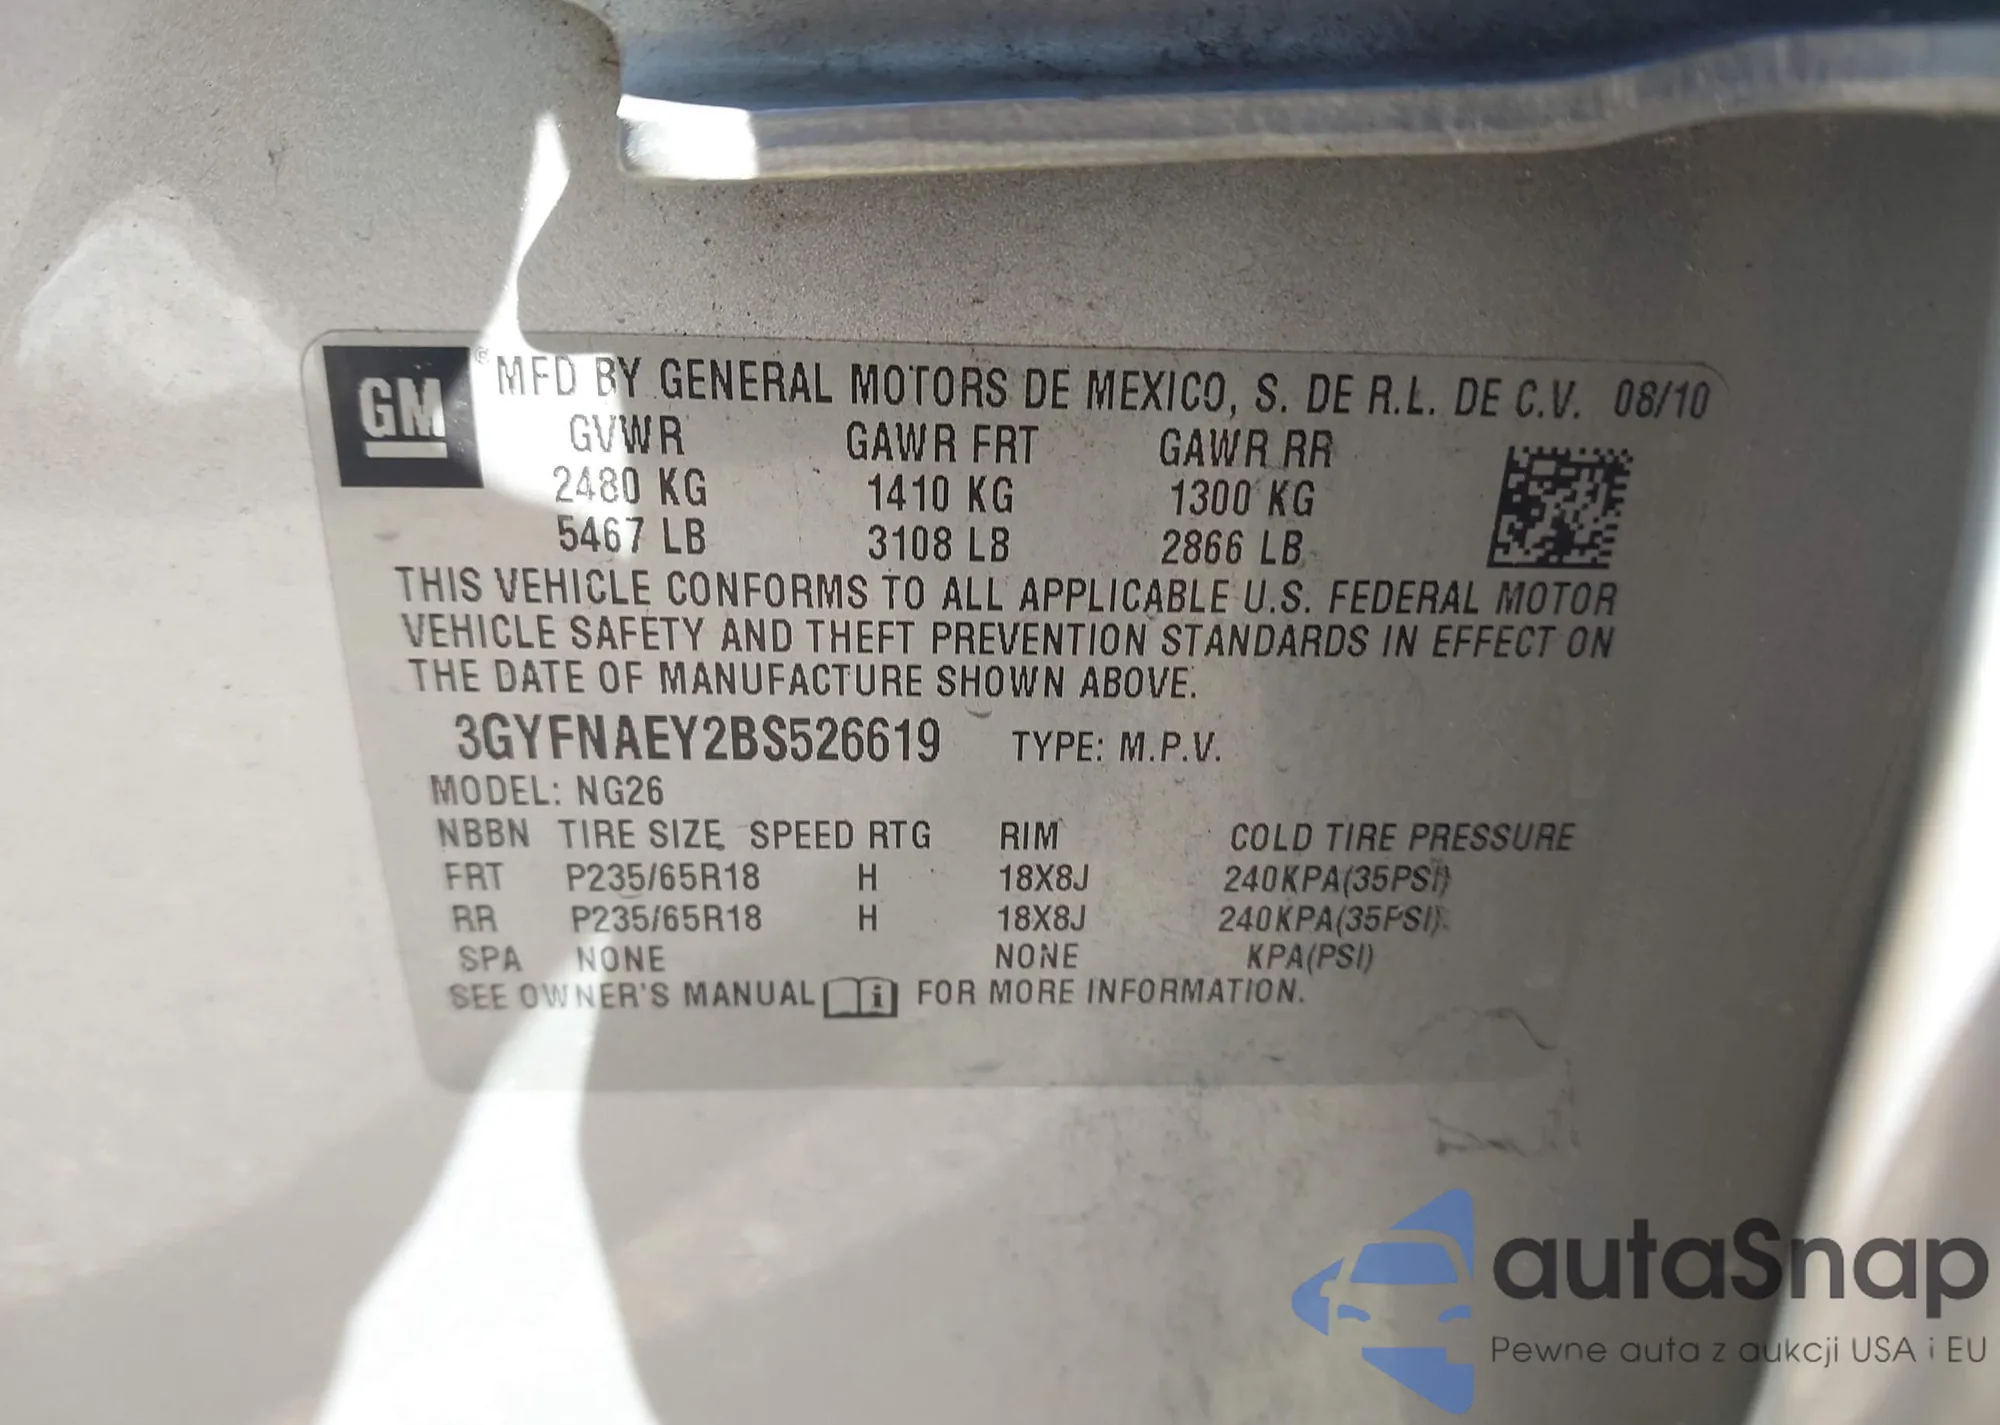 GM ® MFD BY GENERAL MOTORS DE MEXICO, S. DE R.L. DE C.V. 08/10
GVWR GAWR FRT GAWR RR
2480 KG 1410 KG 1300 KG
5467 LB 3108 LB 2866 LB
THIS VEHICLE CONFORMS TO ALL APPLICABLE U.S. FEDERAL MOTOR
VEHICLE SAFETY AND THEFT PREVENTION STANDARDS IN EFFECT ON
THE DATE OF MANUFACTURE SHOWN ABOVE.
3GYFNAEY2BS526619 TYPE: M.P.V.
MODEL: NG26
NBBN TIRE SIZE SPEED RTG RIM COLD TIRE PRESSURE
FRT P235/65R18 H 18X8J 240KPA(35PSI)
RR P235/65R18 H 18X8J 240KPA(35PSI)
SPA NONE NONE KPA(PSI)
SEE OWNER'S MANUAL i FOR MORE INFORMATION.
autaSnap
Pewne auta z aukcji USA i EU